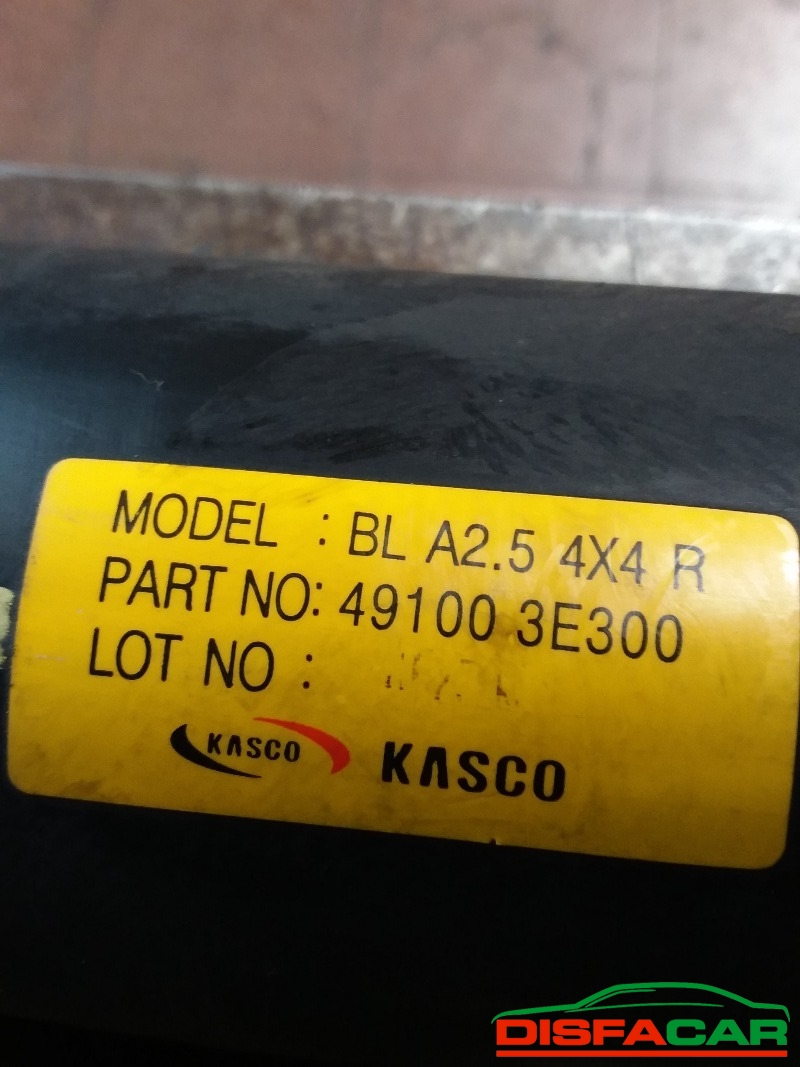 MODEL : BL A2.5 4X4 R
PART NO: 49100 3E300
LOT NO :
KASCO KASCO
DISFACAR